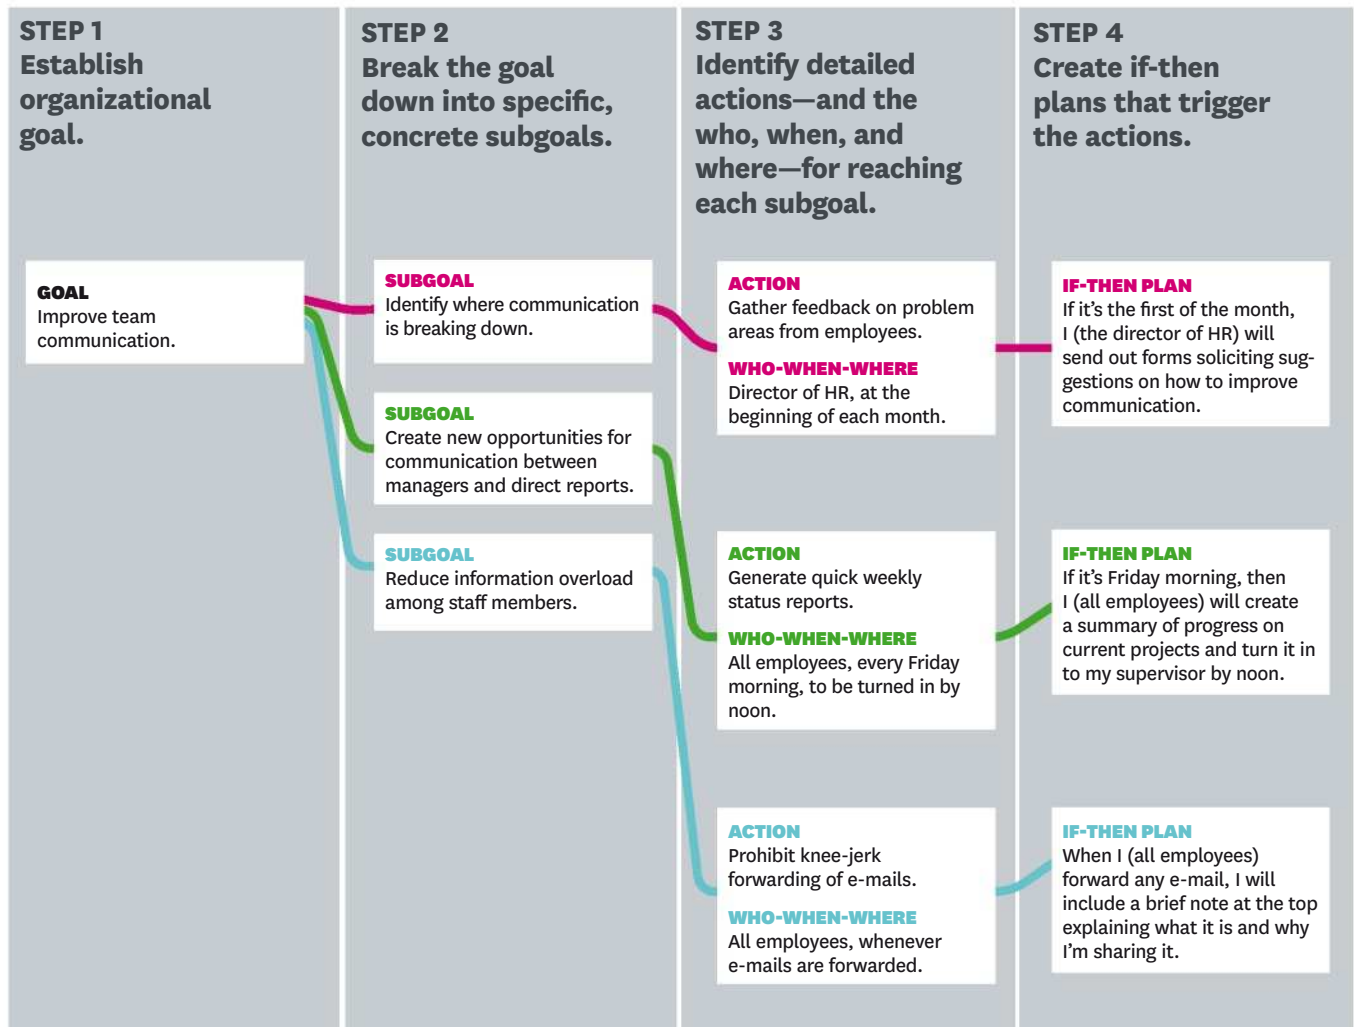 STEP 1
Establish
organizational
goal.
STEP 2
Break the goal
down into specific,
concrete subgoals.
STEP 3
Identify detailed
actions—and the
who, when, and
where—for reaching
each subgoal.
STEP 4
Create if-then
plans that trigger
the actions.
GOAL
Improve team
communication.
SUBGOAL
Identify where communication
is breaking down.
SUBGOAL
Create new opportunities for
communication between
managers and direct reports.
SUBGOAL
Reduce information overload
among staff members.
ACTION
Gather feedback on problem
areas from employees.
WHO-WHEN-WHERE
Director of HR, at the
beginning of each month.
ACTION
Generate quick weekly
status reports.
WHO-WHEN-WHERE
All employees, every Friday
morning, to be turned in by
noon.
ACTION
Prohibit knee-jerk
forwarding of e-mails.
WHO-WHEN-WHERE
All employees, whenever
e-mails are forwarded.
IF-THEN PLAN
If it’s the first of the month,
I (the director of HR) will
send out forms soliciting sug-
gestions on how to improve
communication.
IF-THEN PLAN
If it’s Friday morning, then
I (all employees) will create
a summary of progress on
current projects and turn it in
to my supervisor by noon.
IF-THEN PLAN
When I (all employees)
forward any e-mail, I will
include a brief note at the top
explaining what it is and why
I’m sharing it.